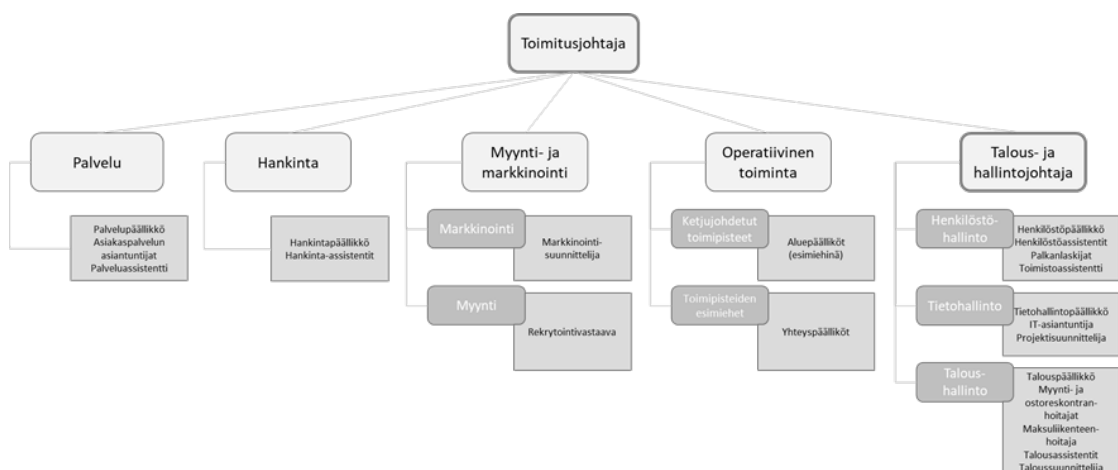 Toimitusjohtaja
Palvelu
Palvelupäällikkö
Asiakaspalvelun
asiantuntijat
Palveluassistentti
Hankinta
Hankintapäällikkö
Hankinta-assistentit
Myynti- ja
markkinointi
Markkinointi
Markkinointi-
suunnittelija
Myynti
Rekrytointivastaava
Operatiivinen
toiminta
Ketjujohdetut
toimipisteet
Aluepäälliköt
(esimiehinä)
Toimipisteiden
esimiehet
Yhteyspäälliköt
Talous- ja
hallintojohtaja
Henkilöstö-
hallinto
Henkilöstöpäällikkö
Henkilöstöassistentit
Palkanlaskijat
Toimistoassistentti
Tietohallinto
Tietohallintopäällikkö
IT-asiantuntija
Projektisuunnittelija
Talous-
hallinto
Talouspäällikkö
Myynti- ja
ostoreskontran-
hoitajat
Maksuliikenteen-
hoitaja
Talousassistentit
Taloussuunnittelija